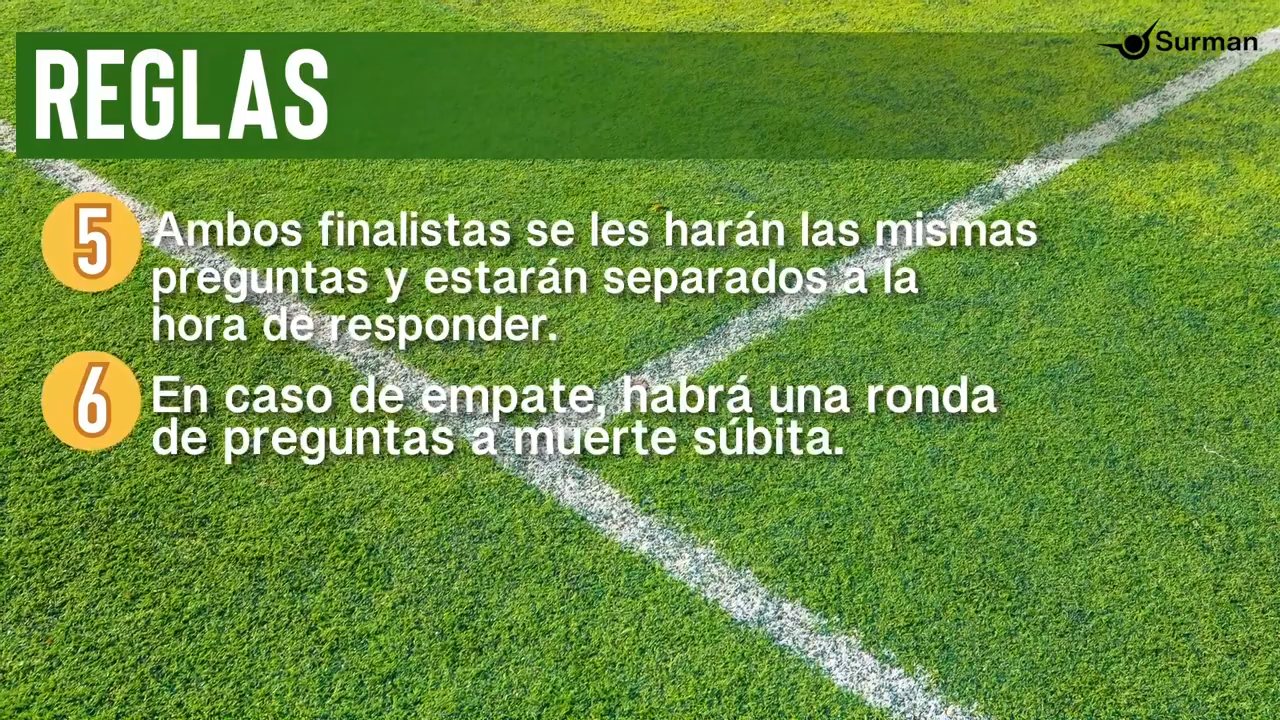 Surman
REGLAS
5
Ambos finalistas se les harán las mismas
preguntas y estarán separados a la
hora de responder.
6
En caso de empate, habrá una ronda
de preguntas a muerte súbita.